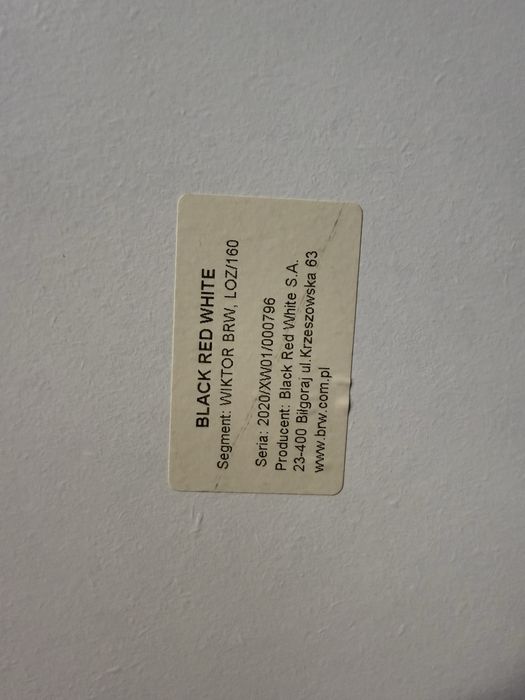 BLACK RED WHITE
Segment: WIKTOR BRW, LOZ/160
Seria: 2020/XW01/000796
Producent: Black Red White S.A.
23-400 Biłgoraj ul.Krzeszowska 63
www.brw.com.pl